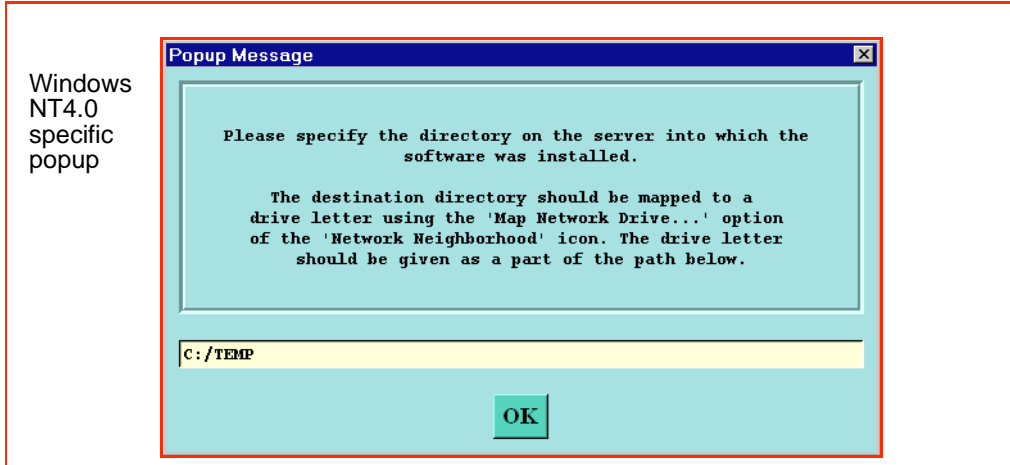 Windows
NT4.0
specific
popup
Popup Message
Please specify the directory on the server into which the
software was installed.
The destination directory should be mapped to a
drive letter using the 'Map Network Drive...' option
of the 'Network Neighborhood' icon. The drive letter
should be given as a part of the path below.
C:/TEMP
OK